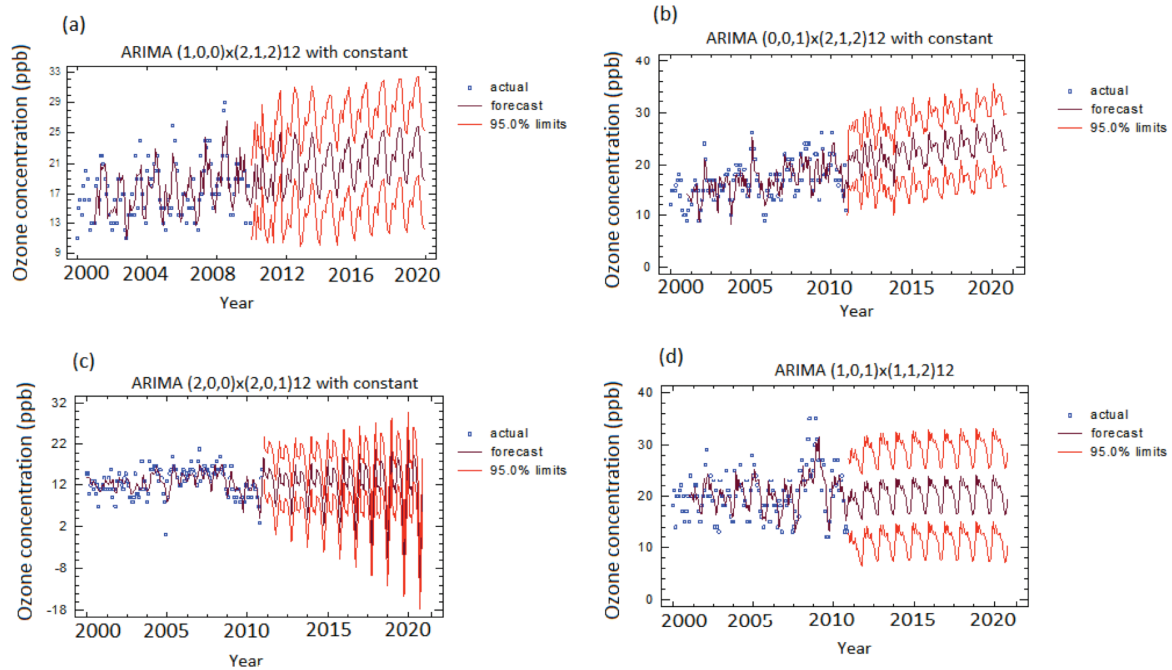 (a)
ARIMA (1,0,0)x(2,1,2)12 with constant
Ozone concentration (ppb)
33
29
25
21
17
13
9
2000 2004 2008 2012 2016 2020
Year
actual
forecast
95.0% limits
(b)
ARIMA (0,0,1)x(2,1,2)12 with constant
Ozone concentration (ppb)
40
30
20
10
0
2000 2005 2010 2015 2020
Year
actual
forecast
95.0% limits
(c)
ARIMA (2,0,0)x(2,0,1)12 with constant
Ozone concentration (ppb)
32
22
12
2
-8
-18
2000 2005 2010 2015 2020
Year
actual
forecast
95.0% limits
(d)
ARIMA (1,0,1)x(1,1,2)12
Ozone concentration (ppb)
40
30
20
10
0
2000 2005 2010 2015 2020
Year
actual
forecast
95.0% limits